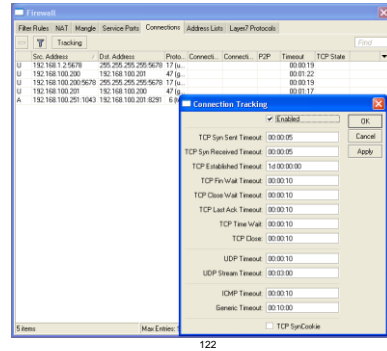 Firewall
Filter Rules NAT Mangle Service Ports Connections Address Lists Layer7 Protocols
Tracking Find
Src. Address / Dst. Address Proto... Connecti... Connecti... P2P Timeout TCP State
U 192.168.1.2:5678 255.255.255.255:5678 17 (u... 00:00:19
U 192.168.100.200 192.168.100.201 47 (g... 00:01:22
U 192.168.100.200:5678 255.255.255.255:5678 17 (u... 00:00:19
U 192.168.100.201 192.168.100.200 47 (g... 00:01:17
A 192.168.100.251:1043 192.168.100.201:8291
Connection Tracking
Enabled
OK
TCP Syn Sent Timeout: 00:00:05
Cancel
TCP Syn Received Timeout: 00:00:05
Apply
TCP Established Timeout: 1d 00:00:00
TCP Fin Wait Timeout: 00:00:10
TCP Close Wait Timeout: 00:00:10
TCP Last Ack Timeout: 00:00:10
TCP Time Wait: 00:00:10
TCP Close: 00:00:10
UDP Timeout: 00:00:10
UDP Stream Timeout: 00:03:00
ICMP Timeout: 00:00:10
Generic Timeout: 00:10:00
TCP SynCookie
5 items Max Entries:
122